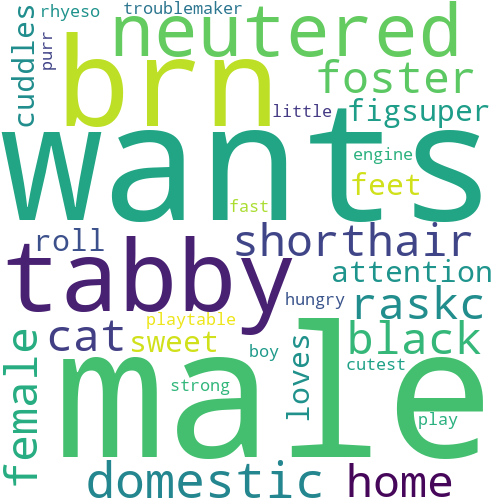 rhyeso
troublemaker
cuddles
purr
neutered
brn
foster
little
figsuper
wants
engine
feet
fast
roll
shorthair
attention
tabby
hungry
raskc
playtable
cat
sweet
black
boy
female
loves
cutest
strong
male
play
domestic
home